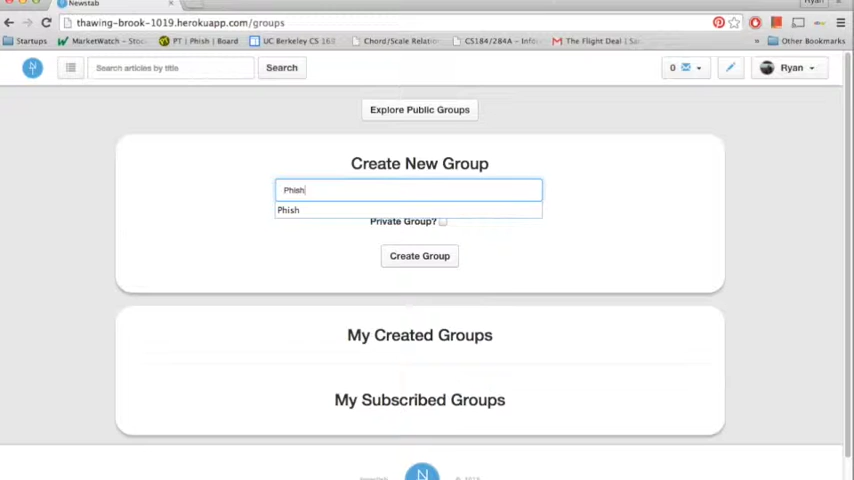 Newstab
Ryan
thawing-brook-1019.herokuapp.com/groups
Startups
MarketWatch - Stoc
PT | Phish | Board
UC Berkeley CS 168
Chord/Scale Relatio
CS184/284A – Info
The Flight Deal | Sa
»
Other Bookmarks
Search articles by title
Search
0
Ryan
Explore Public Groups
Create New Group
Phish
Phish
Private Group?
Create Group
My Created Groups
My Subscribed Groups
N